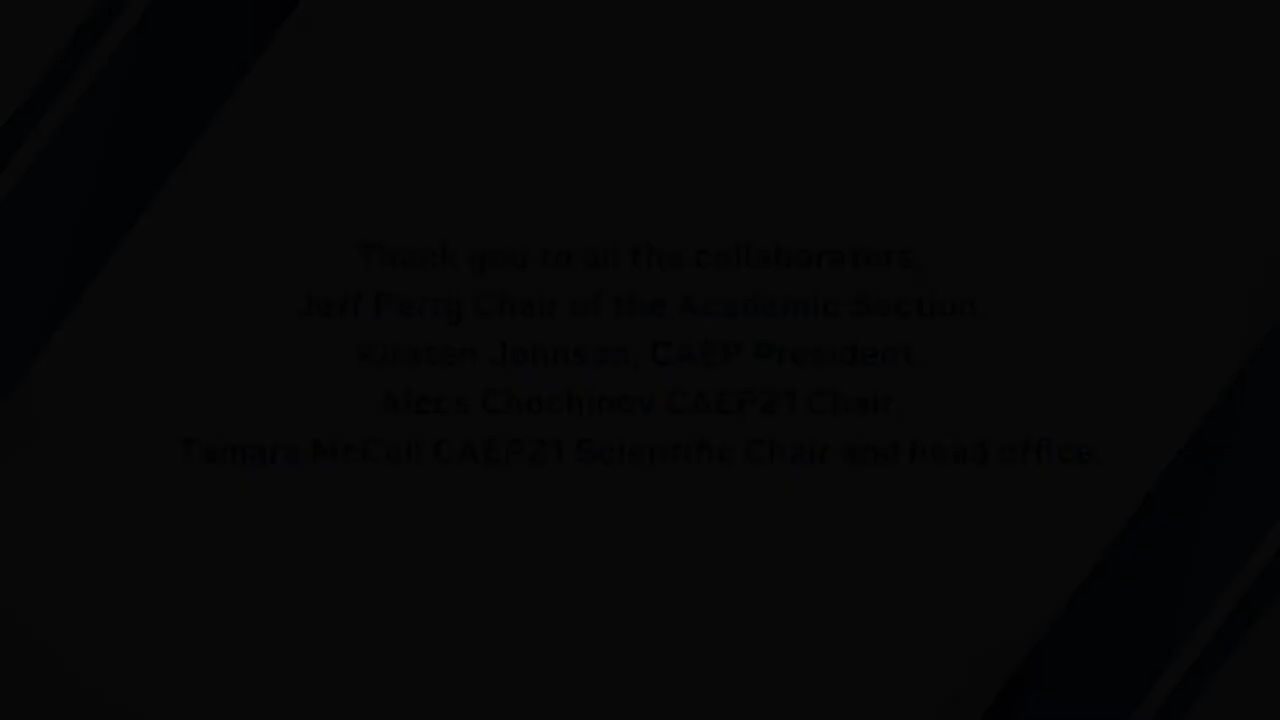 Thank you to all the collaborators,
Jeff Perry Chair of the Academic Section
Kirsten Johnson, CAEP President,
Alecs Chochinov CAEP21 Chair,
Tamara McColl CAEP21 Scientific Chair and head office.